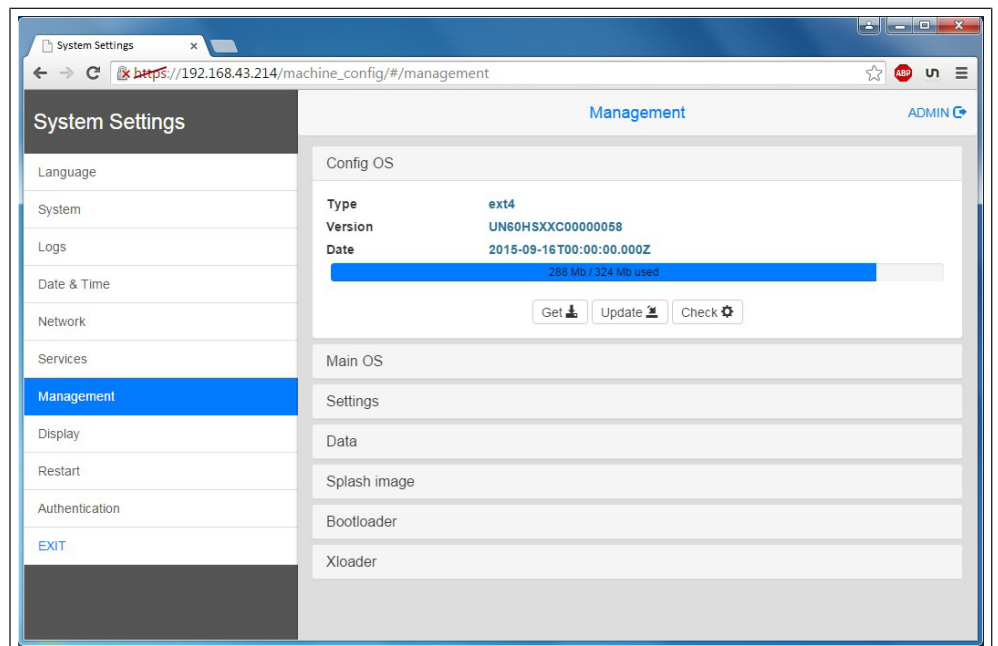 System Settings
https://192.168.43.214/machine_config/#/management
ABP
System Settings
Management
ADMIN
Language
System
Logs
Date & Time
Network
Services
Management
Display
Restart
Authentication
EXIT
Config OS
Type ext4
Version UN60HSXXC00000058
Date 2015-09-16T00:00:00.000Z
288 Mb / 324 Mb used
Get Update Check
Main OS
Settings
Data
Splash image
Bootloader
Xloader